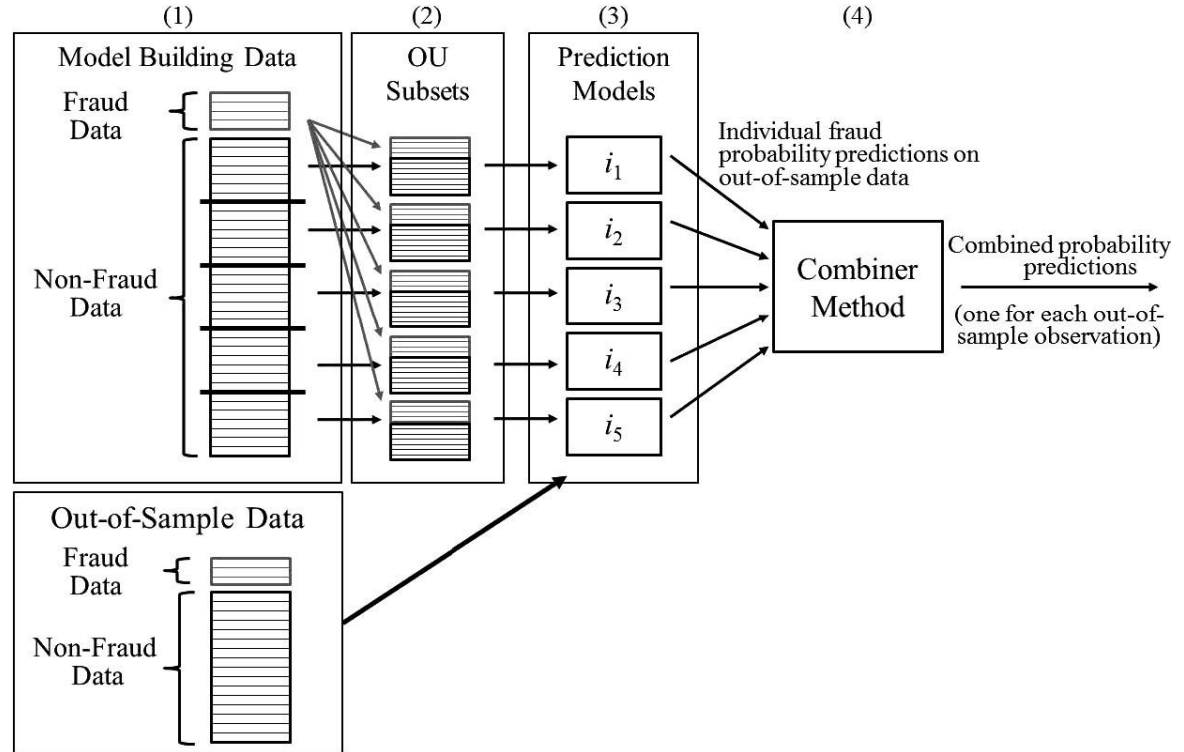 (1)
(2)
(3)
(4)
Model Building Data
Fraud
Data
Non-Fraud
Data
OU
Subsets
Prediction
Models
i1
i2
i3
i4
i5
Individual fraud
probability predictions on
out-of-sample data
Combiner
Method
Combined probability
predictions
(one for each out-of-
sample observation)
Out-of-Sample Data
Fraud
Data
Non-Fraud
Data